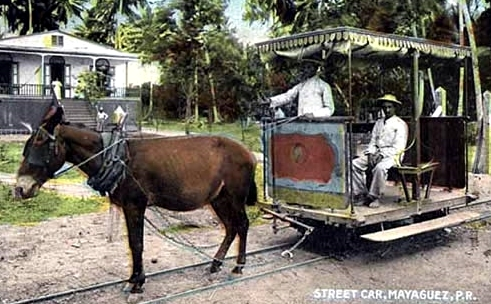 STREET CAR, MAYAGUEZ, P.R.